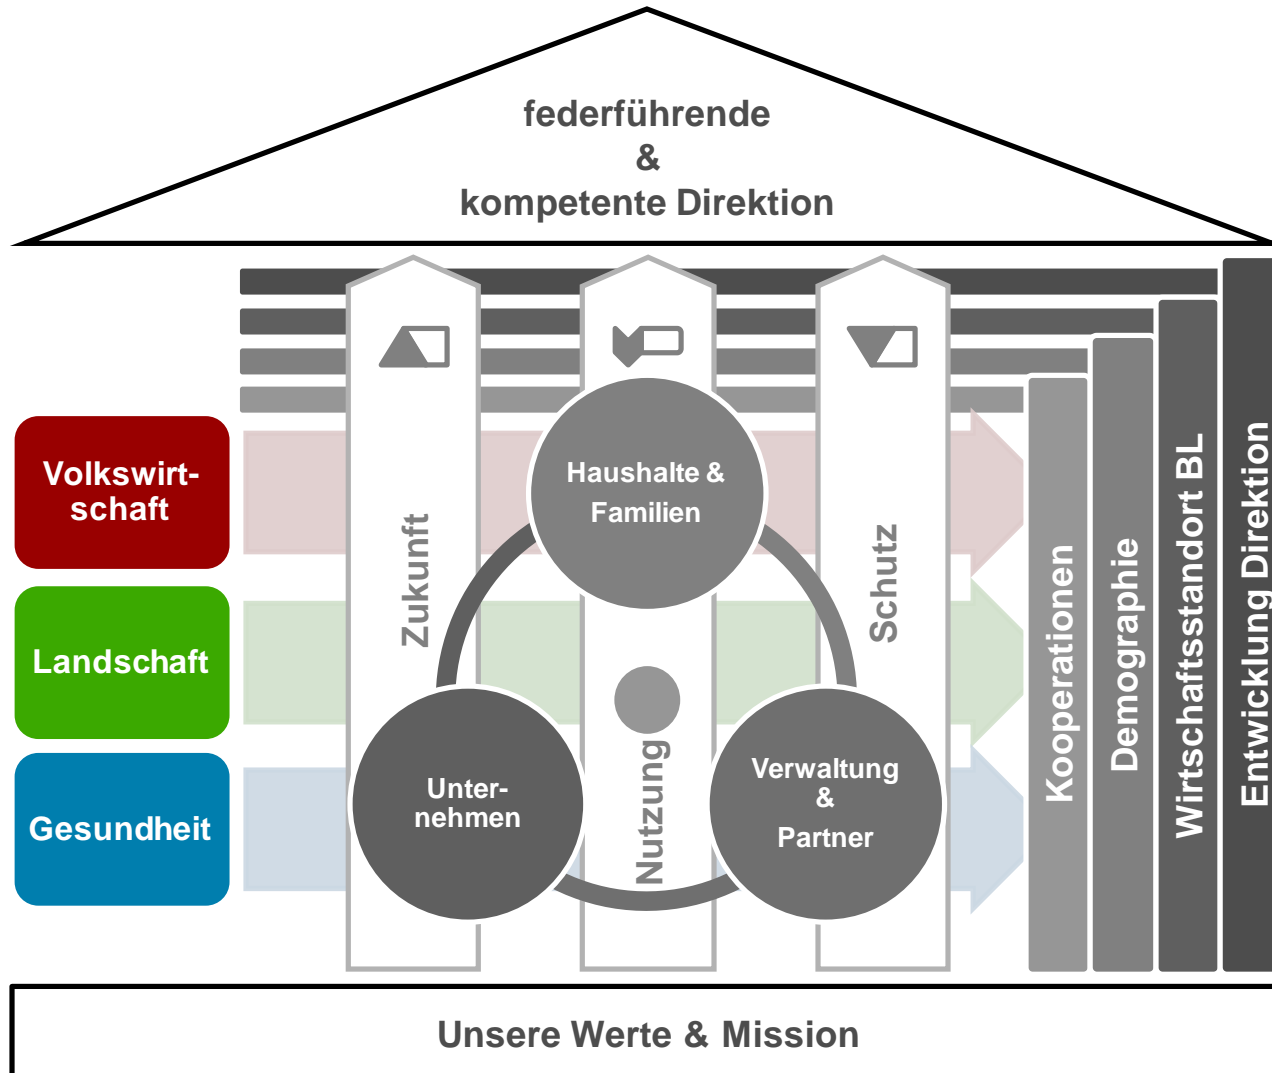 federführende
&
kompetente Direktion
Volkswirt-
schaft
Landschaft
Gesundheit
Zukunft
Nutzung
Schutz
Haushalte &
Familien
Unter-
nehmen
Verwaltung
&
Partner
Kooperationen
Demographie
Wirtschaftsstandort BL
Entwicklung Direktion
Unsere Werte & Mission